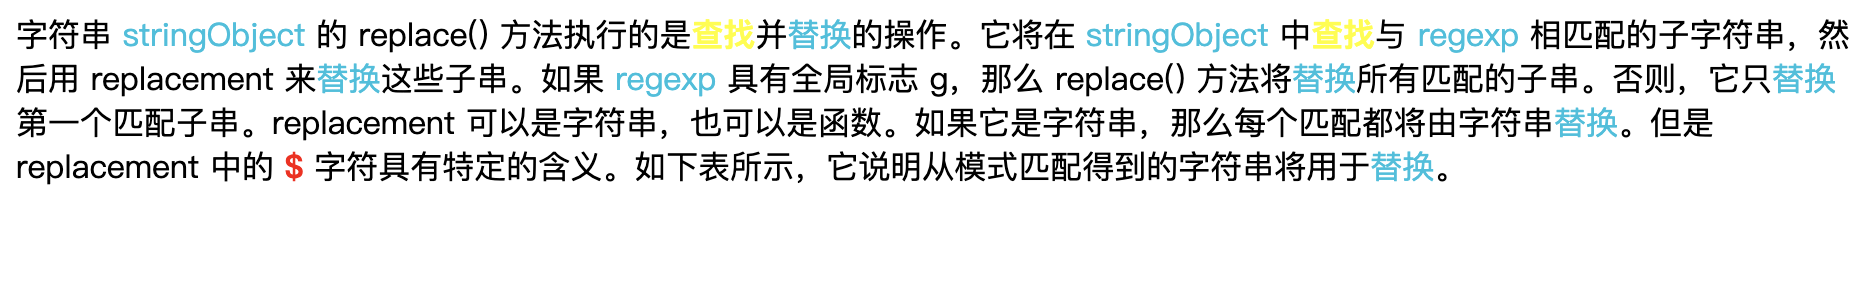 字符串 stringObject 的 replace() 方法执行的是查找并替换的操作。它将在 stringObject 中查找与 regexp 相匹配的子字符串，然
后用 replacement 来替换这些子串。如果 regexp 具有全局标志 g，那么 replace() 方法将替换所有匹配的子串。否则，它只替换
第一个匹配子串。replacement 可以是字符串，也可以是函数。如果它是字符串，那么每个匹配都将由字符串替换。但是
replacement 中的 $ 字符具有特定的含义。如下表所示，它说明从模式匹配得到的字符串将用于替换。